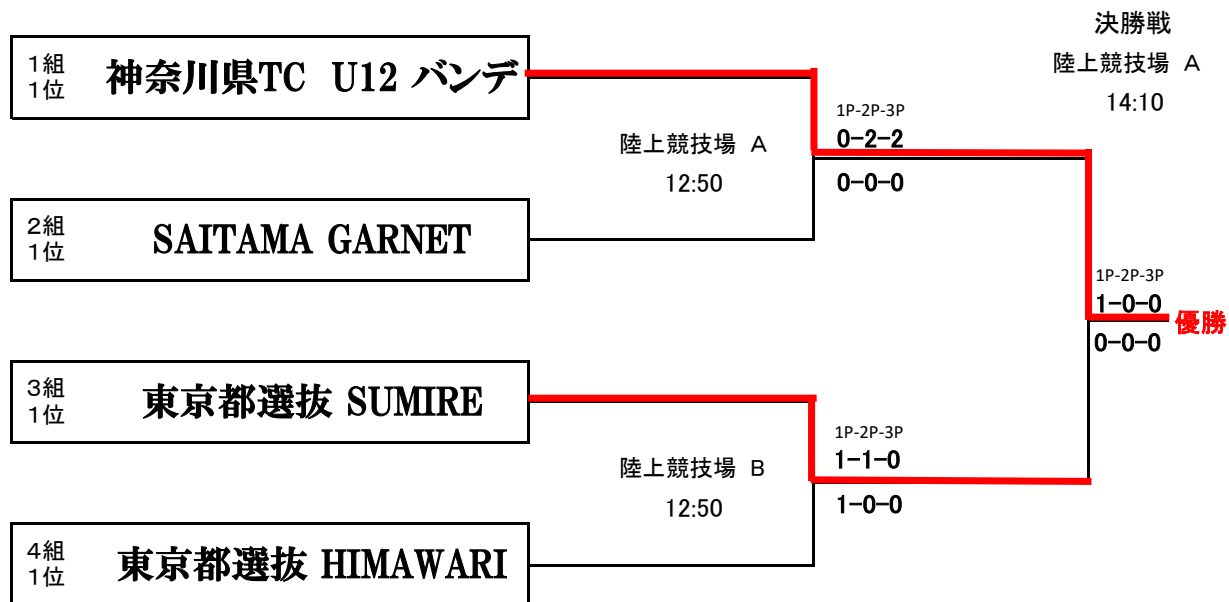 決勝戦
陸上競技場 A
14:10
1組
1位
神奈川県TC U12 バンデ
陸上競技場 A
12:50
1P-2P-3P
0-2-2
0-0-0
2組
1位
SAITAMA GARNET
1P-2P-3P
1-0-0
優勝
0-0-0
3組
1位
東京都選抜 SUMIRE
陸上競技場 B
12:50
1P-2P-3P
1-1-0
1-0-0
4組
1位
東京都選抜 HIMAWARI